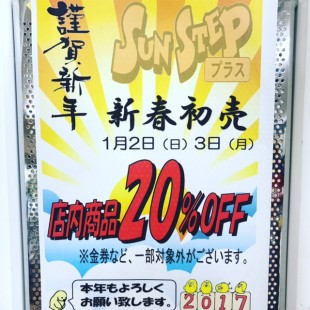 謹賀新年
SUN STEP
プラス
新春初売
1月2日（日）3日（月）
店内商品20%OFF
※金券など、一部対象外がございます。
本年もよろしく
お願い致します。
2017